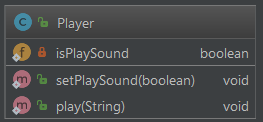 C Player
f isPlaySound boolean
m setPlaySound(boolean) void
m play(String) void